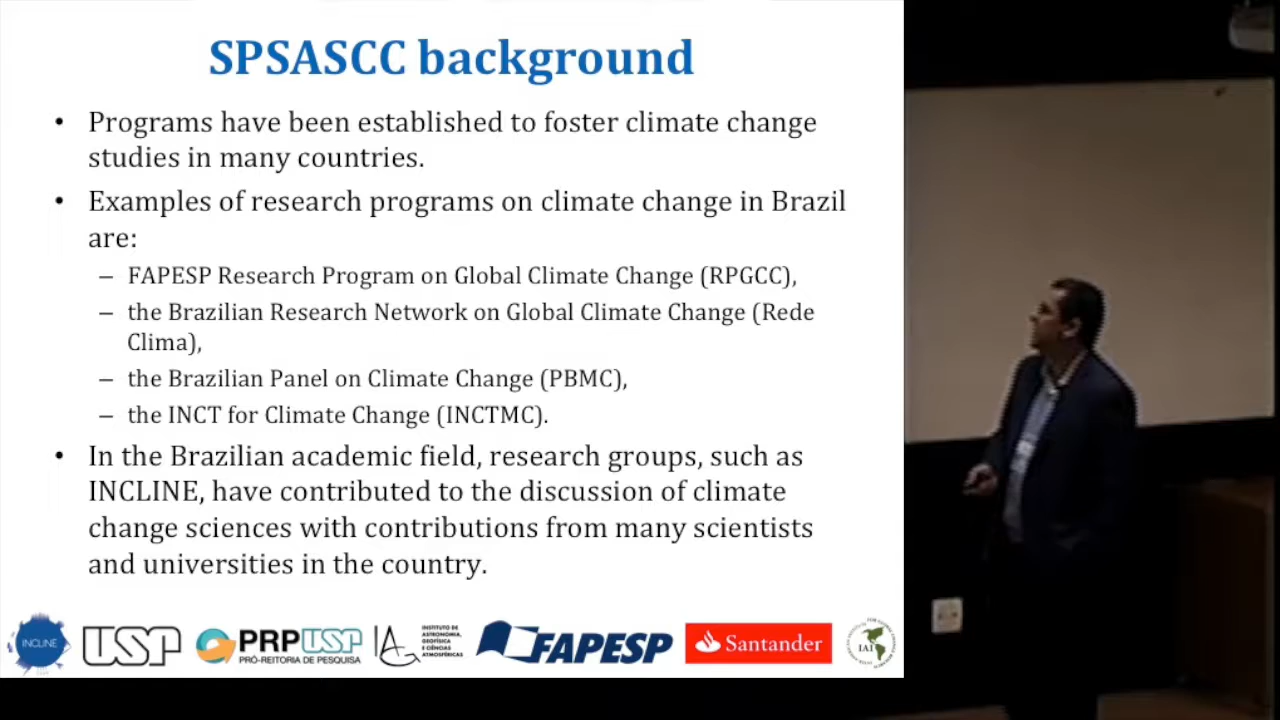 SPSASCC background
• Programs have been established to foster climate change
studies in many countries.
• Examples of research programs on climate change in Brazil
are:
– FAPESP Research Program on Global Climate Change (RPGCC),
– the Brazilian Research Network on Global Climate Change (Rede
Clima),
– the Brazilian Panel on Climate Change (PBMC),
– the INCT for Climate Change (INCTMC).
• In the Brazilian academic field, research groups, such as
INCLINE, have contributed to the discussion of climate
change sciences with contributions from many scientists
and universities in the country.
INCLINE
USP
PRPUSP
PRÓ-REITORIA DE PESQUISA
IAG
INSTITUTO DE
ASTRONOMIA,
GEOFÍSICA
E CIÊNCIAS
ATMOSFÉRICAS
FAPESP
Santander
IAI